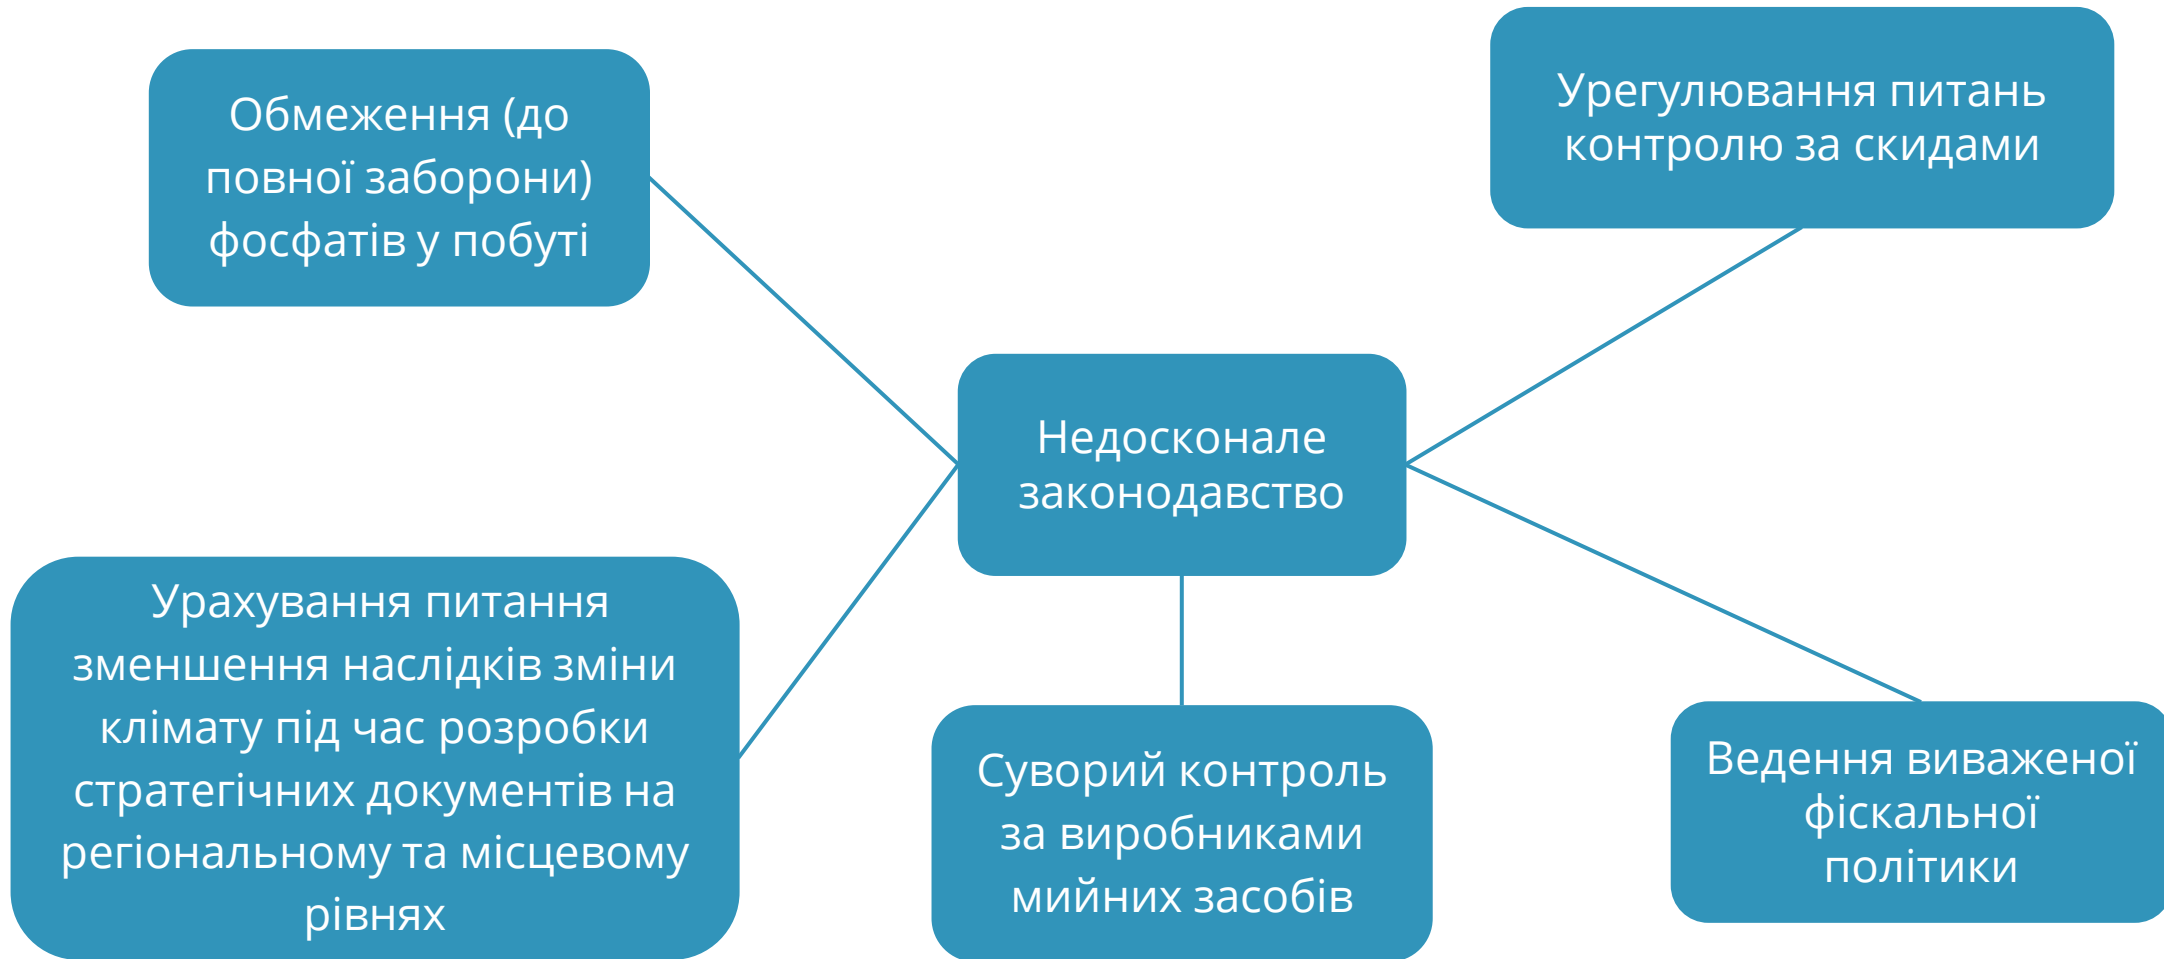 Обмеження (до
повної заборони)
фосфатів у побуті
Урегулювання питань
контролю за скидами
Недосконале
законодавство
Урахування питання
зменшення наслідків зміни
клімату під час розробки
стратегічних документів на
регіональному та місцевому
рівнях
Суворий контроль
за виробниками
мийних засобів
Ведення виваженої
фіскальної
політики